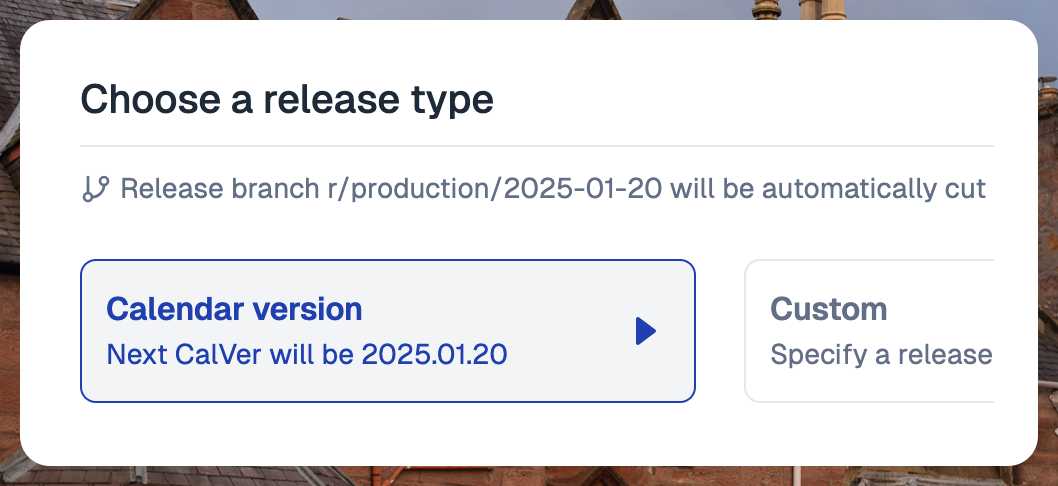 Choose a release type
Release branch r/production/2025-01-20 will be automatically cut
Calendar version
Next CalVer will be 2025.01.20
Custom
Specify a release